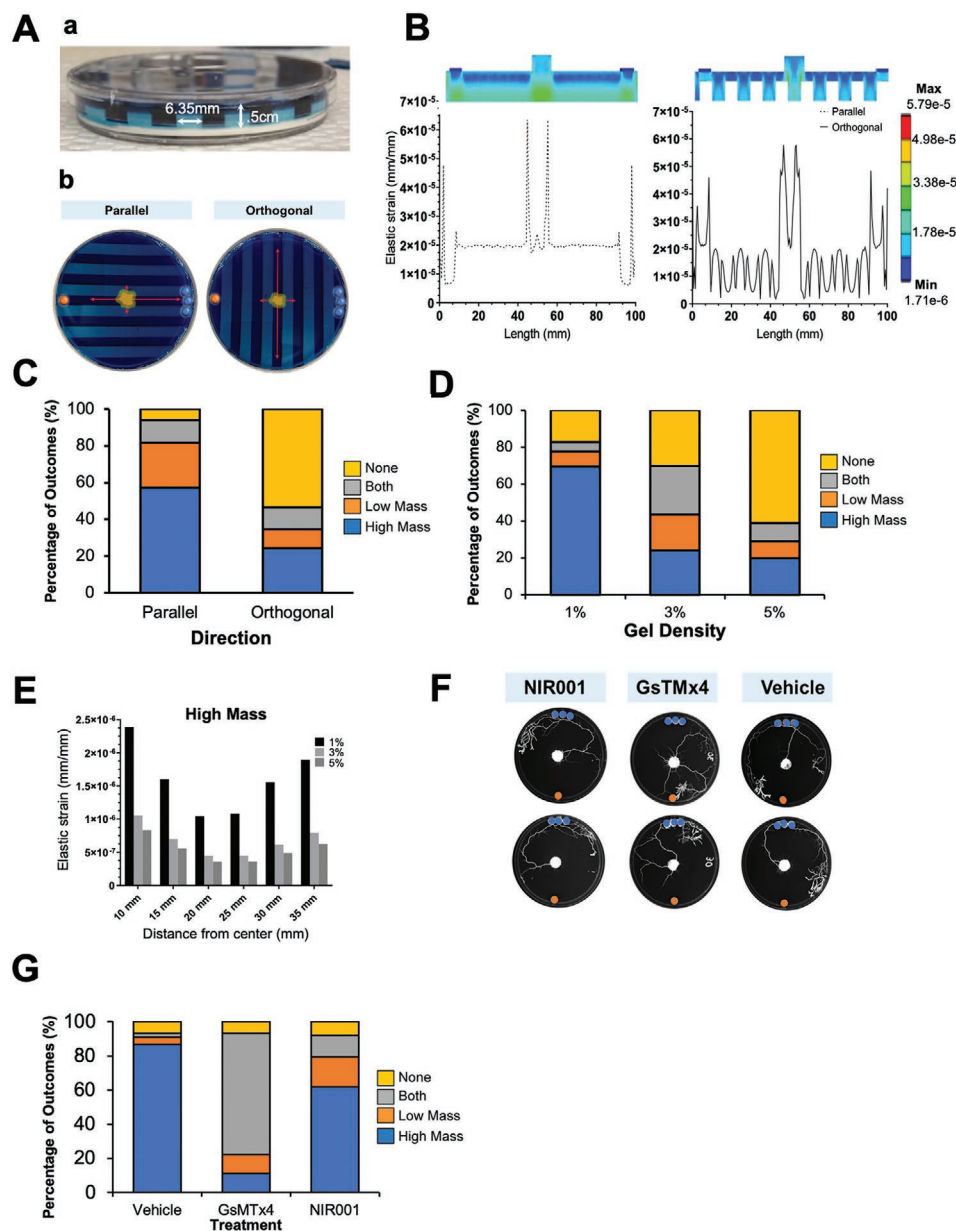 A
a
6.35mm
.5cm
b
Parallel
Orthogonal
B
7×10⁻⁵
6×10⁻⁵
5×10⁻⁵
4×10⁻⁵
3×10⁻⁵
2×10⁻⁵
1×10⁻⁵
0
Elastic strain (mm/mm)
0 20 40 60 80 100
Length (mm)
7×10⁻⁵
6×10⁻⁵
5×10⁻⁵
4×10⁻⁵
3×10⁻⁵
2×10⁻⁵
1×10⁻⁵
0
Parallel
Orthogonal
0 20 40 60 80 100
Length (mm)
Max
5.79e-5
4.98e-5
3.38e-5
1.78e-5
Min
1.71e-6
C
Percentage of Outcomes (%)
100
80
60
40
20
0
Parallel Orthogonal
Direction
None
Both
Low Mass
High Mass
D
Percentage of Outcomes (%)
100
80
60
40
20
0
1% 3% 5%
Gel Density
None
Both
Low Mass
High Mass
E
High Mass
Elastic strain (mm/mm)
2.5×10⁻⁶
2×10⁻⁶
1.5×10⁻⁶
1×10⁻⁶
5×10⁻⁷
0
1%
3%
5%
10 mm 15 mm 20 mm 25 mm 30 mm 35 mm
Distance from center (mm)
F
NIR001 GsTMx4 Vehicle
G
Percentage of Outcomes (%)
100
80
60
40
20
0
Vehicle GsMTx4 NIR001
Treatment
None
Both
Low Mass
High Mass